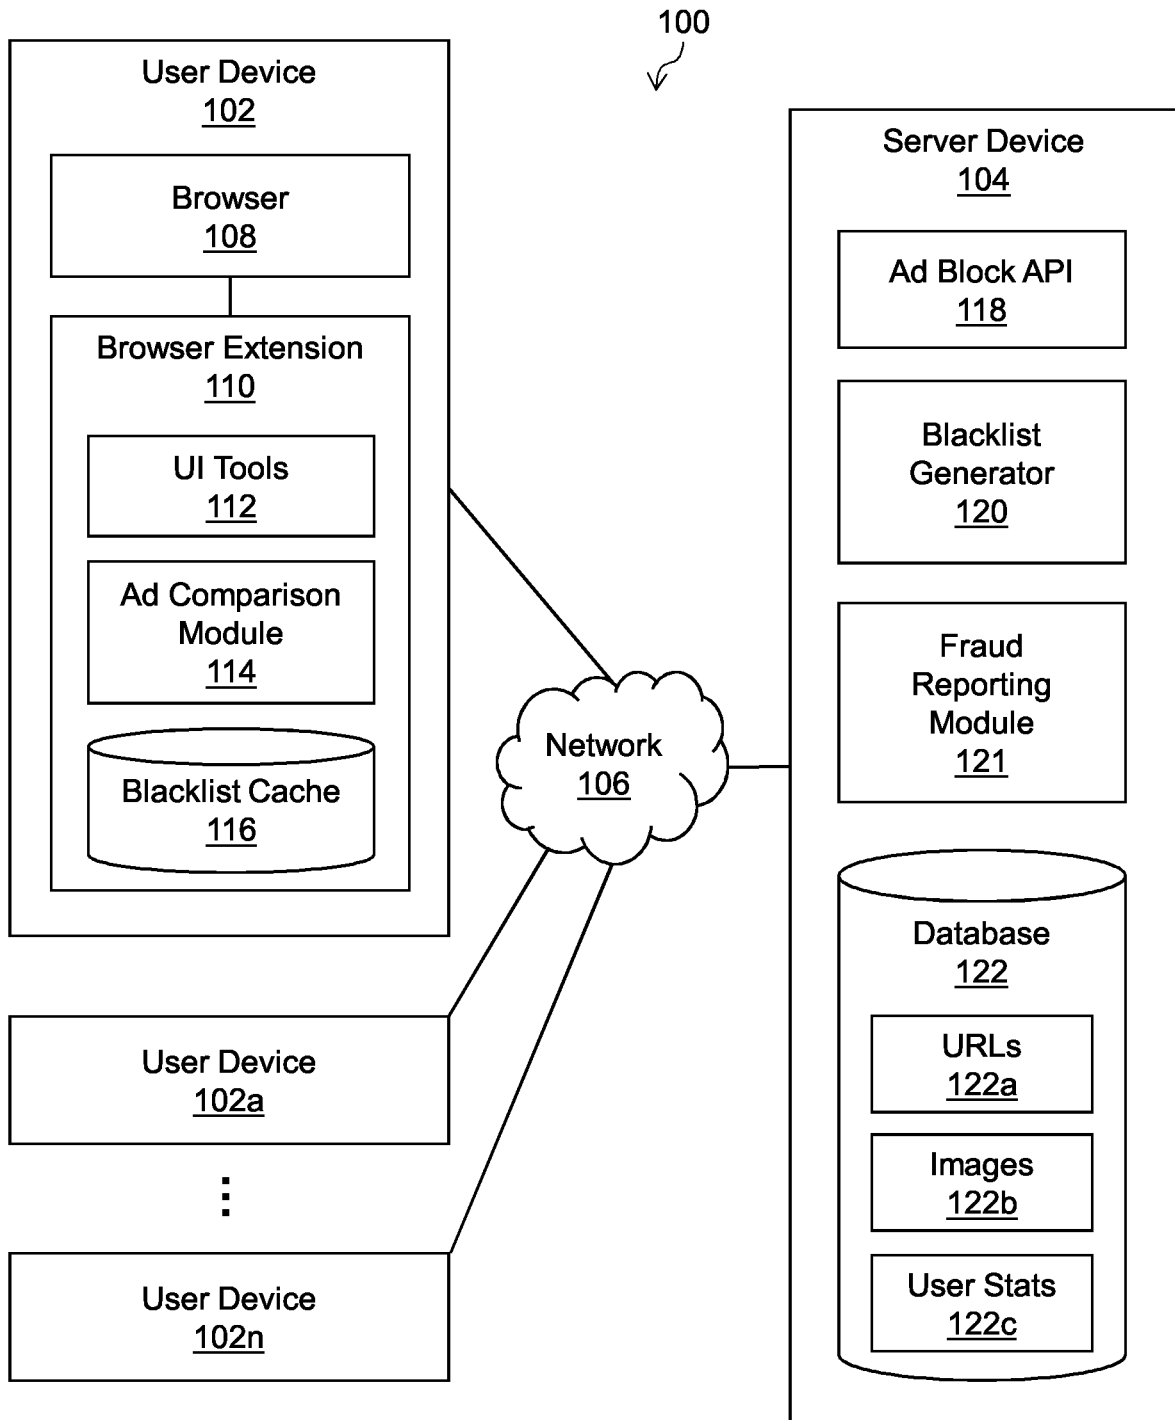 100
User Device
102
Browser
108
Browser Extension
110
UI Tools
112
Ad Comparison
Module
114
Blacklist Cache
116
User Device
102a
⋮
User Device
102n
Network
106
Server Device
104
Ad Block API
118
Blacklist
Generator
120
Fraud
Reporting
Module
121
Database
122
URLs
122a
Images
122b
User Stats
122c